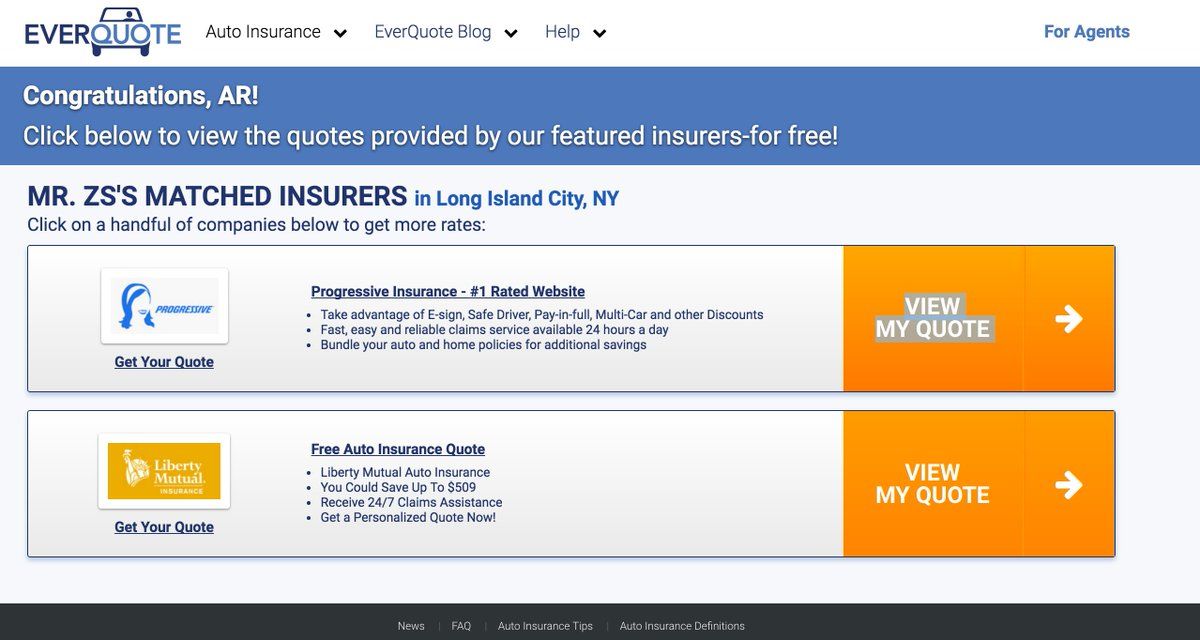 EVERQUOTE
Auto Insurance
EverQuote Blog
Help
For Agents
Congratulations, AR!
Click below to view the quotes provided by our featured insurers-for free!
MR. ZS'S MATCHED INSURERS in Long Island City, NY
Click on a handful of companies below to get more rates:
PROGRESSIVE
Get Your Quote
Progressive Insurance - #1 Rated Website
Take advantage of E-sign, Safe Driver, Pay-in-full, Multi-Car and other Discounts
Fast, easy and reliable claims service available 24 hours a day
Bundle your auto and home policies for additional savings
VIEW
MY QUOTE
Liberty
Mutual.
INSURANCE
Get Your Quote
Free Auto Insurance Quote
Liberty Mutual Auto Insurance
You Could Save Up To $509
Receive 24/7 Claims Assistance
Get a Personalized Quote Now!
VIEW
MY QUOTE
News | FAQ | Auto Insurance Tips | Auto Insurance Definitions